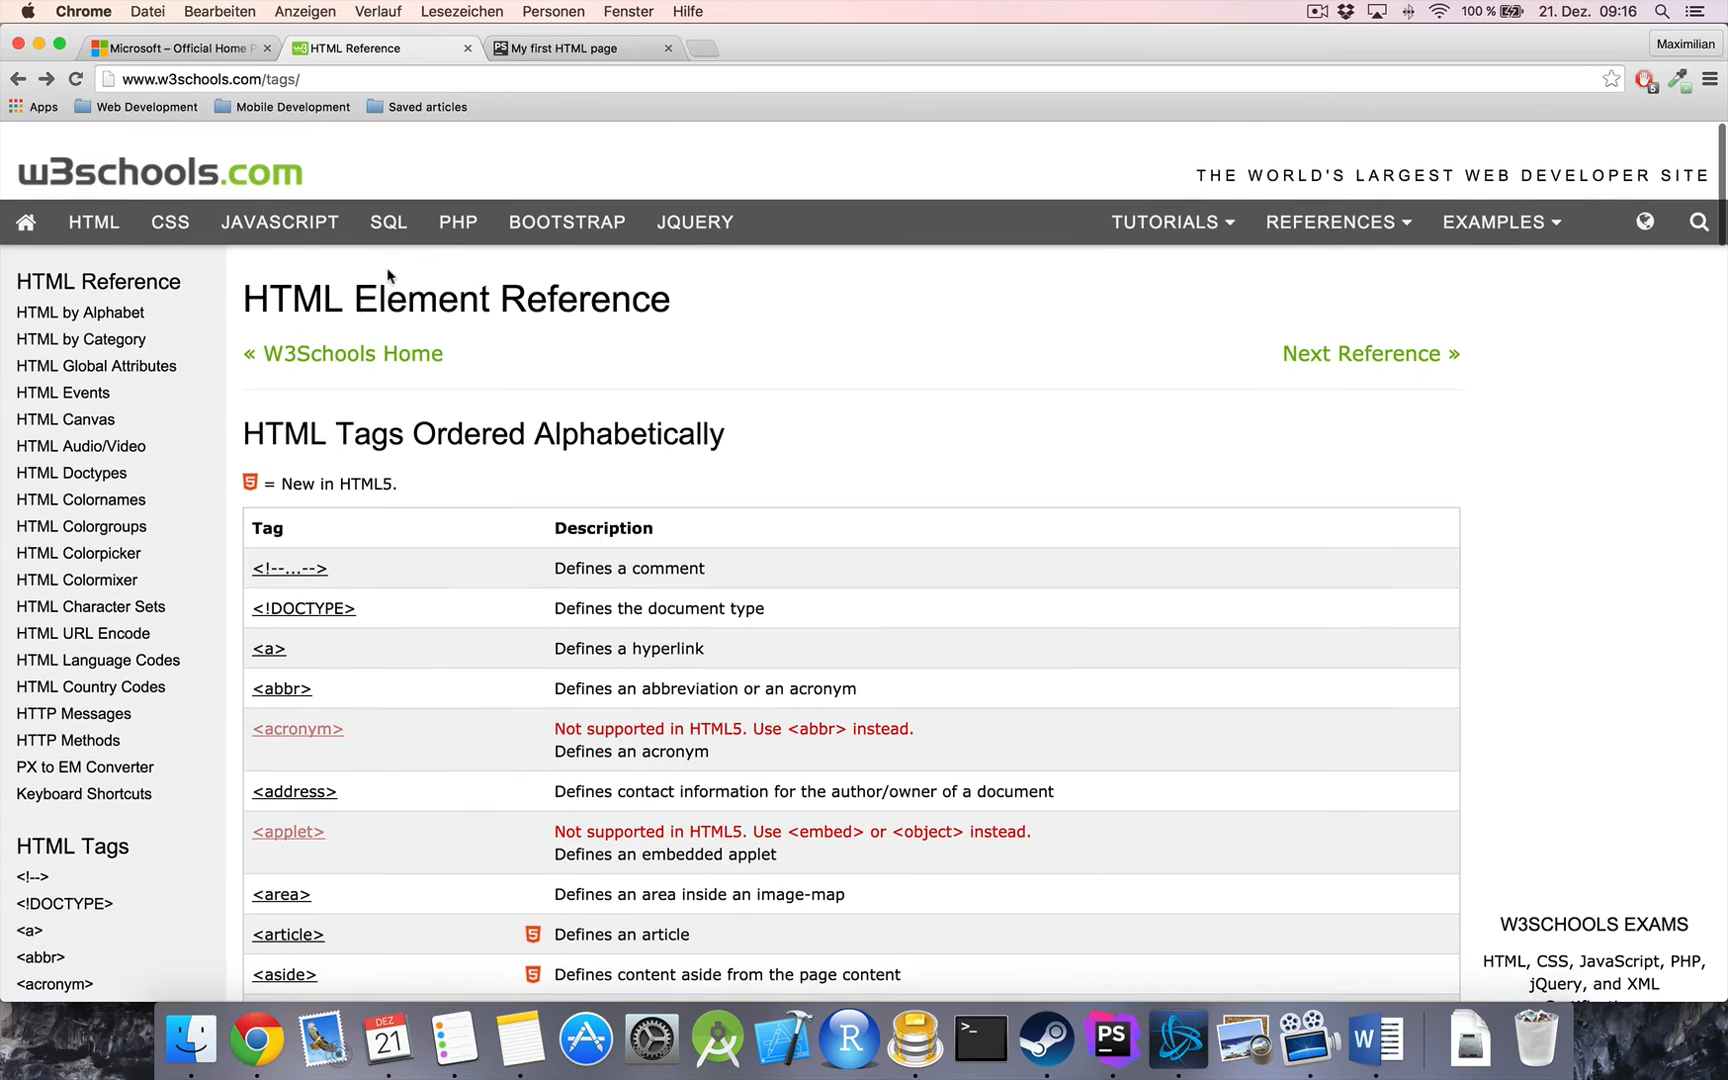 Chrome Datei Bearbeiten Anzeigen Verlauf Lesezeichen Personen Fenster Hilfe 100 % 21. Dez. 09:16
Microsoft – Official Home P HTML Reference My first HTML page Maximilian
www.w3schools.com/tags/
Apps Web Development Mobile Development Saved articles
w3schools.com THE WORLD'S LARGEST WEB DEVELOPER SITE
HTML CSS JAVASCRIPT SQL PHP BOOTSTRAP JQUERY TUTORIALS REFERENCES EXAMPLES
HTML Reference
HTML by Alphabet
HTML by Category
HTML Global Attributes
HTML Events
HTML Canvas
HTML Audio/Video
HTML Doctypes
HTML Colornames
HTML Colorgroups
HTML Colorpicker
HTML Colormixer
HTML Character Sets
HTML URL Encode
HTML Language Codes
HTML Country Codes
HTTP Messages
HTTP Methods
PX to EM Converter
Keyboard Shortcuts
HTML Tags
<!-->
<!DOCTYPE>
<a>
<abbr>
<acronym>
HTML Element Reference
« W3Schools Home Next Reference »
HTML Tags Ordered Alphabetically
5 = New in HTML5.
Tag Description
<!--...--> Defines a comment
<!DOCTYPE> Defines the document type
<a> Defines a hyperlink
<abbr> Defines an abbreviation or an acronym
<acronym> Not supported in HTML5. Use <abbr> instead.
Defines an acronym
<address> Defines contact information for the author/owner of a document
<applet> Not supported in HTML5. Use <embed> or <object> instead.
Defines an embedded applet
<area> Defines an area inside an image-map
<article> 5 Defines an article
<aside> 5 Defines content aside from the page content
W3SCHOOLS EXAMS
HTML, CSS, JavaScript, PHP,
jQuery, and XML
DEZ
21
R
PS
W